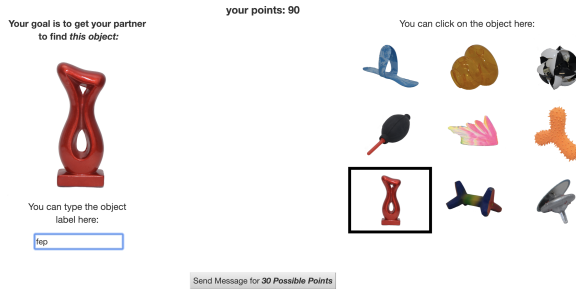 your points: 90
Your goal is to get your partner
to find this object:
You can click on the object here:
You can type the object
label here:
fep
Send Message for 30 Possible Points